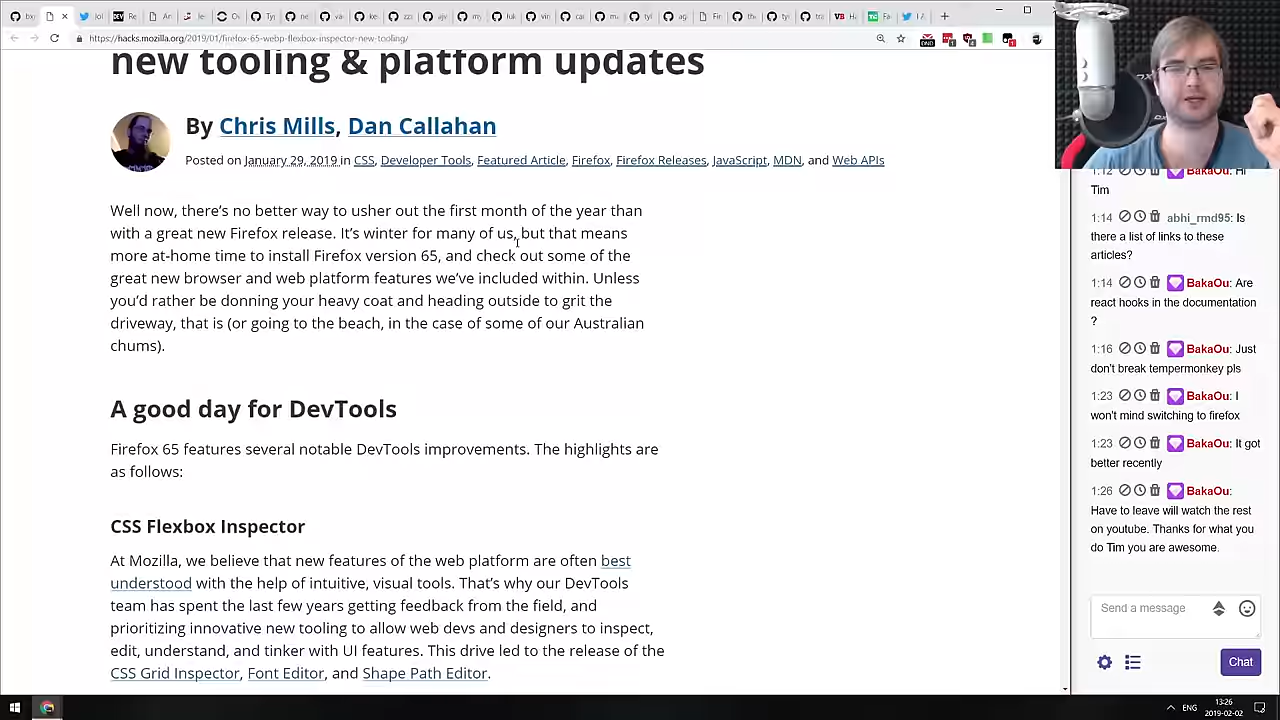 https://hacks.mozilla.org/2019/01/firefox-65-webp-flexbox-inspector-new-tooling/
new tooling & platform updates
By Chris Mills, Dan Callahan
Posted on January 29, 2019 in CSS, Developer Tools, Featured Article, Firefox, Firefox Releases, JavaScript, MDN, and Web APIs
Well now, there's no better way to usher out the first month of the year than
with a great new Firefox release. It's winter for many of us, but that means
more at-home time to install Firefox version 65, and check out some of the
great new browser and web platform features we've included within. Unless
you'd rather be donning your heavy coat and heading outside to grit the
driveway, that is (or going to the beach, in the case of some of our Australian
chums).
A good day for DevTools
Firefox 65 features several notable DevTools improvements. The highlights are
as follows:
CSS Flexbox Inspector
At Mozilla, we believe that new features of the web platform are often best
understood with the help of intuitive, visual tools. That's why our DevTools
team has spent the last few years getting feedback from the field, and
prioritizing innovative new tooling to allow web devs and designers to inspect,
edit, understand, and tinker with UI features. This drive led to the release of the
CSS Grid Inspector, Font Editor, and Shape Path Editor.
1:12 BakaOu: Hi
Tim
1:14 abhi_rmd95: Is
there a list of links to these
articles?
1:14 BakaOu: Are
react hooks in the documentation
?
1:16 BakaOu: Just
don't break tempermonkey pls
1:23 BakaOu: I
won't mind switching to firefox
1:23 BakaOu: It got
better recently
1:26 BakaOu:
Have to leave will watch the rest
on youtube. Thanks for what you
do Tim you are awesome.
Send a message
Chat
ENG
13:26
2019-02-02